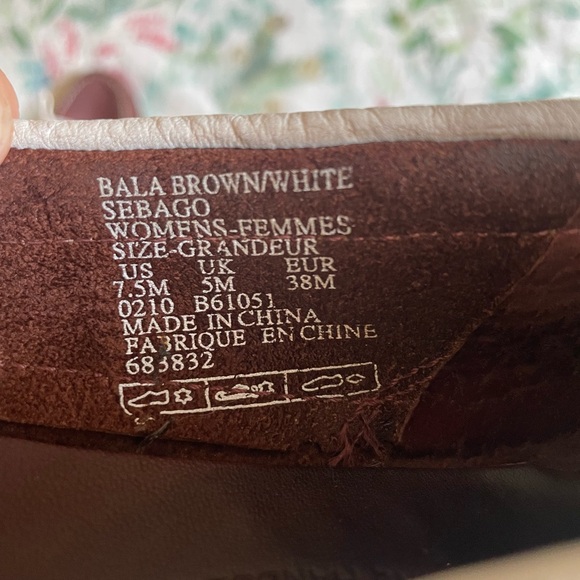 BALA BROWN/WHITE
SEBAGO
WOMENS-FEMMES
SIZE-GRANDEUR
US UK EUR
7.5M 5M 38M
0210 B61051
MADE IN CHINA
FABRIQUE EN CHINE
683832